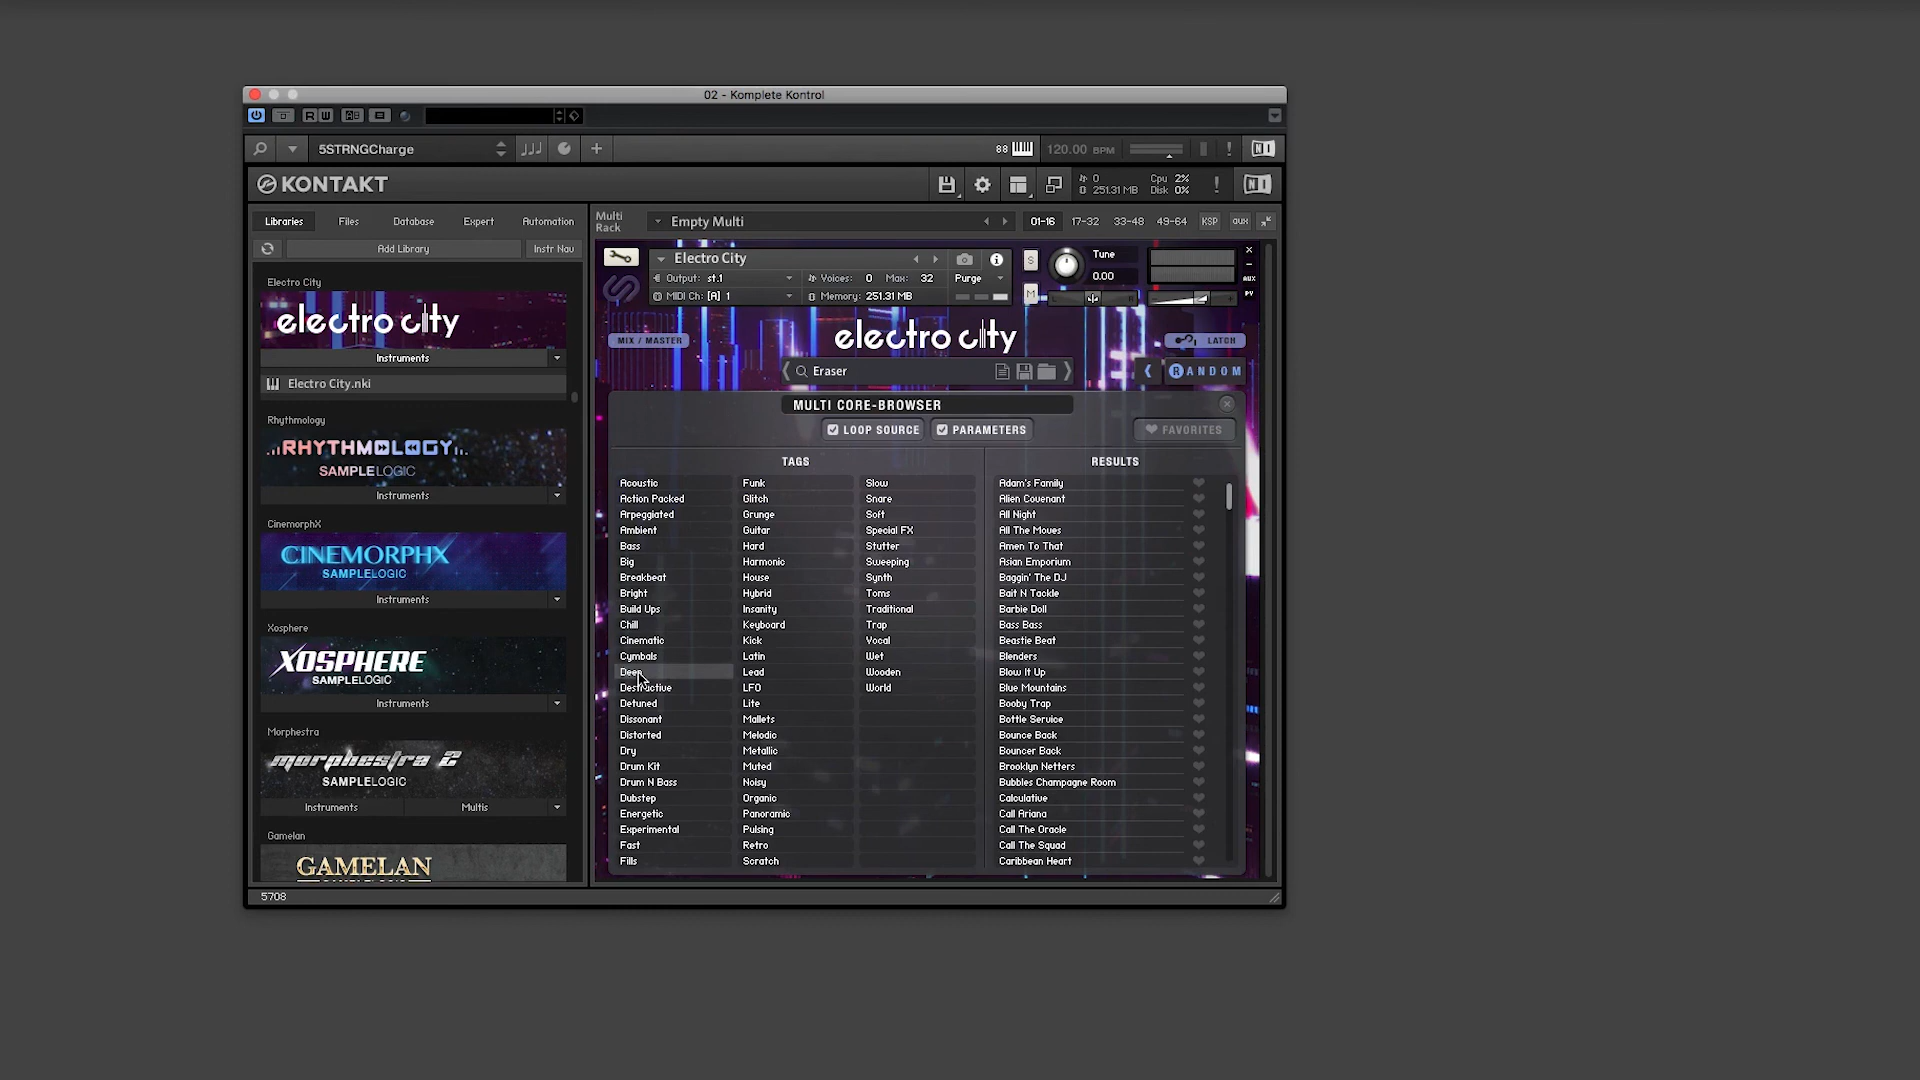 02 - Komplete Kontrol
R W
5STRNGCharge
88
120.00 BPM
KONTAKT
0
251.31 MB
Cpu 2%
Disk 0%
Libraries Files Database Expert Automation
Add Library Instr Nav
Multi Rack
Empty Multi
01-16 17-32 33-48 49-64 KSP AUX
Electro City
electro city
Instruments
Electro City.nki
Rhythmology
RHYTHMOLOGY
SAMPLELOGIC
Instruments
CinemorphX
CINEMORPHX
SAMPLELOGIC
Instruments
Xosphere
XOSPHERE
SAMPLELOGIC
Instruments
Morphestra
morphestra 2
SAMPLELOGIC
Instruments Multis
Gamelan
GAMELAN
5708
Electro City
Output: st.1 Voices: 0 Max: 32 Purge
MIDI Ch: [A] 1 Memory: 251.31 MB
S
M
Tune
0.00
L R
AUX
PV
MIX / MASTER
electro city
LATCH
Eraser
RANDOM
MULTI CORE-BROWSER
LOOP SOURCE PARAMETERS FAVORITES
TAGS
Acoustic
Action Packed
Arpeggiated
Ambient
Bass
Big
Breakbeat
Bright
Build Ups
Chill
Cinematic
Cymbals
Deep
Destructive
Detuned
Dissonant
Distorted
Dry
Drum Kit
Drum N Bass
Dubstep
Energetic
Experimental
Fast
Fills
Funk
Glitch
Grunge
Guitar
Hard
Harmonic
House
Hybrid
Insanity
Keyboard
Kick
Latin
Lead
LFO
Lite
Mallets
Melodic
Metallic
Muted
Noisy
Organic
Panoramic
Pulsing
Retro
Scratch
Slow
Snare
Soft
Special FX
Stutter
Sweeping
Synth
Toms
Traditional
Trap
Vocal
Wet
Wooden
World
RESULTS
Adam's Family
Alien Covenant
All Night
All The Moves
Amen To That
Asian Emporium
Baggin' The DJ
Bait N Tackle
Barbie Doll
Bass Bass
Beastie Beat
Blenders
Blow It Up
Blue Mountains
Booby Trap
Bottle Service
Bounce Back
Bouncer Back
Brooklyn Netters
Bubbles Champagne Room
Calculative
Call Ariana
Call The Oracle
Call The Squad
Caribbean Heart